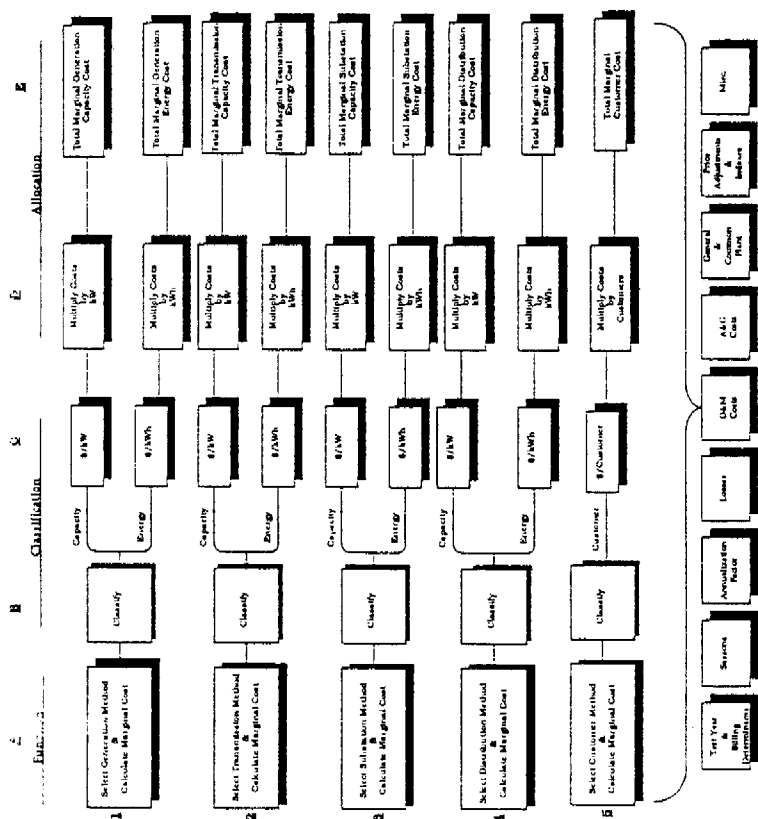 A
B
C
D
E
Function
Classification
Allocation
1
Select Generation Method
&
Calculate Marginal Cost
Classify
Capacity
Energy
$/kW
$/kWh
Multiply Costs
by
kW
Multiply Costs
by
kWh
Total Marginal Generation
Capacity Cost
Total Marginal Generation
Energy Cost
2
Select Transmission Method
&
Calculate Marginal Cost
Classify
Capacity
Energy
$/kW
$/kWh
Multiply Costs
by
kW
Multiply Costs
by
kWh
Total Marginal Transmission
Capacity Cost
Total Marginal Transmission
Energy Cost
3
Select Substation Method
&
Calculate Marginal Cost
Classify
Capacity
Energy
$/kW
$/kWh
Multiply Costs
by
kW
Multiply Costs
by
kWh
Total Marginal Substation
Capacity Cost
Total Marginal Substation
Energy Cost
4
Select Distribution Method
&
Calculate Marginal Cost
Classify
Capacity
Energy
$/kW
$/kWh
Multiply Costs
by
kW
Multiply Costs
by
kWh
Total Marginal Distribution
Capacity Cost
Total Marginal Distribution
Energy Cost
5
Select Customer Method
&
Calculate Marginal Cost
Classify
Customer
$/Customer
Multiply Costs
by
Customers
Total Marginal
Customer Cost
Test Year
&
Billing
Determinants
Seasons
Annualization
Factor
Losses
O&M
Costs
A&G
Costs
General
&
Common
Plant
Price
Adjustments
&
Indexes
Misc.